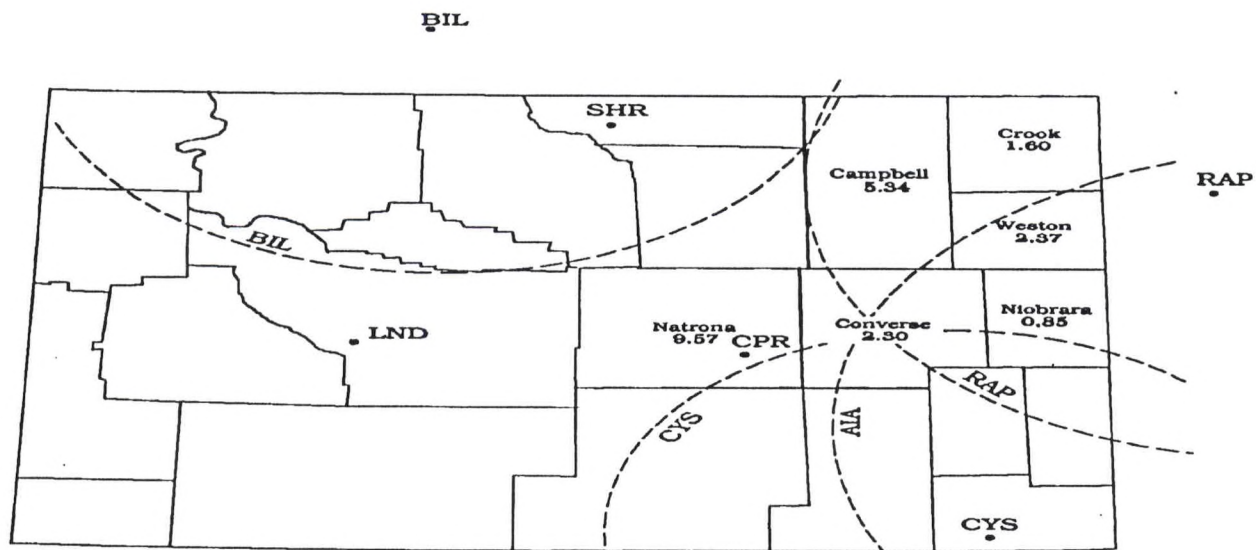 BIL
SHR
Crook
1.60
Campbell
5.34
RAP
Weston
2.37
BIL
Niobrara
0.85
Natrona
9.57
CPR
Converse
2.30
LND
RAP
CYS
AIA
CYS